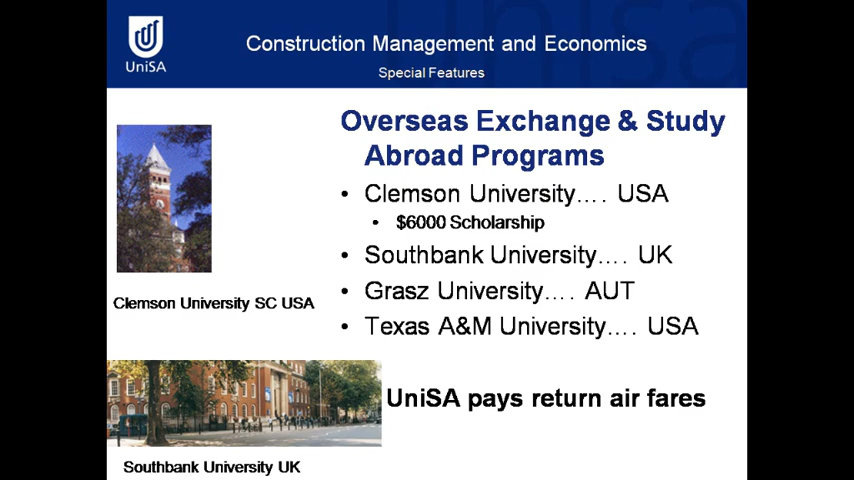 UniSA
Construction Management and Economics
Special Features
Overseas Exchange & Study
Abroad Programs
• Clemson University.... USA
• $6000 Scholarship
• Southbank University.... UK
• Grasz University.... AUT
• Texas A&M University.... USA
Clemson University SC USA
UniSA pays return air fares
Southbank University UK